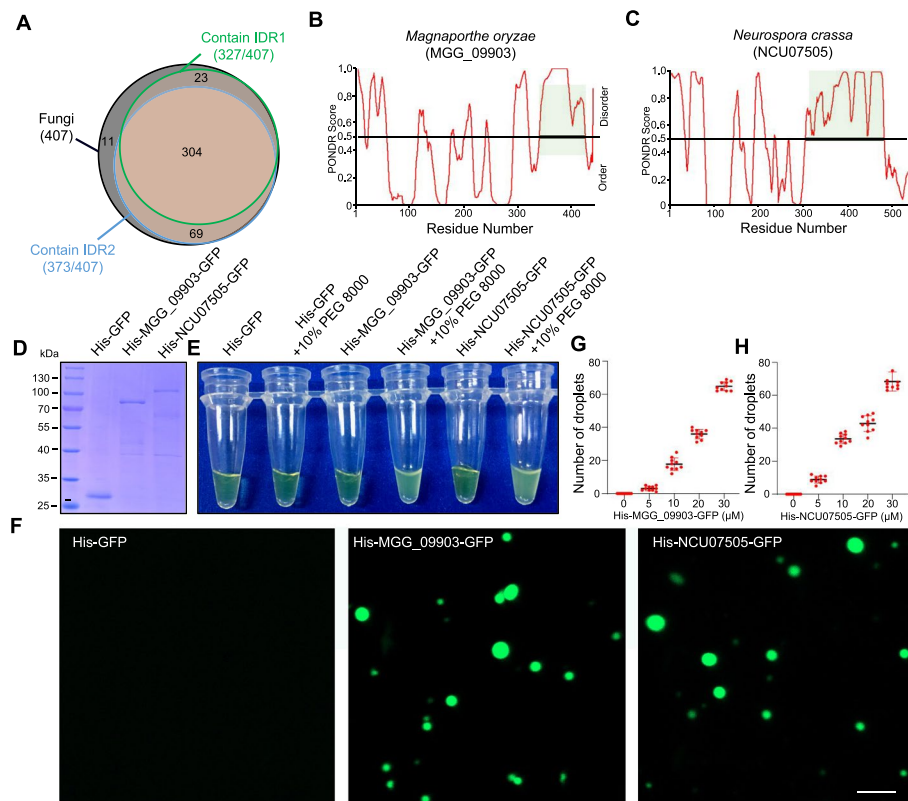 A
Contain IDR1
(327/407)
23
Fungi
(407)
11
304
69
Contain IDR2
(373/407)
B
Magnaporthe oryzae
(MGG_09903)
1.0
0.8
0.6
0.5
0.4
0.2
0
PONDR Score
Disorder
Order
1
100
200
300
400
Residue Number
C
Neurospora crassa
(NCU07505)
1.0
0.8
0.6
0.5
0.4
0.2
0
PONDR Score
1
100
200
300
400
500
Residue Number
D
kDa
130
100
70
55
40
35
25
His-GFP
His-MGG_09903-GFP
His-NCU07505-GFP
E
His-GFP
His-GFP
+10% PEG 8000
His-MGG_09903-GFP
His-MGG_09903-GFP
+10% PEG 8000
His-NCU07505-GFP
His-NCU07505-GFP
+10% PEG 8000
G
Number of droplets
80
60
40
20
0
0
5
10
20
30
His-MGG_09903-GFP (µM)
H
Number of droplets
80
60
40
20
0
0
5
10
20
30
His-NCU07505-GFP (µM)
F
His-GFP
His-MGG_09903-GFP
His-NCU07505-GFP